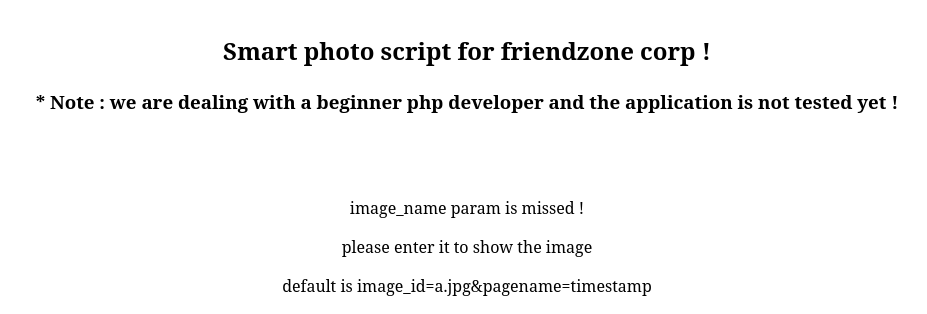 Smart photo script for friendzone corp !
* Note : we are dealing with a beginner php developer and the application is not tested yet !
image_name param is missed !
please enter it to show the image
default is image_id=a.jpg&pagename=timestamp